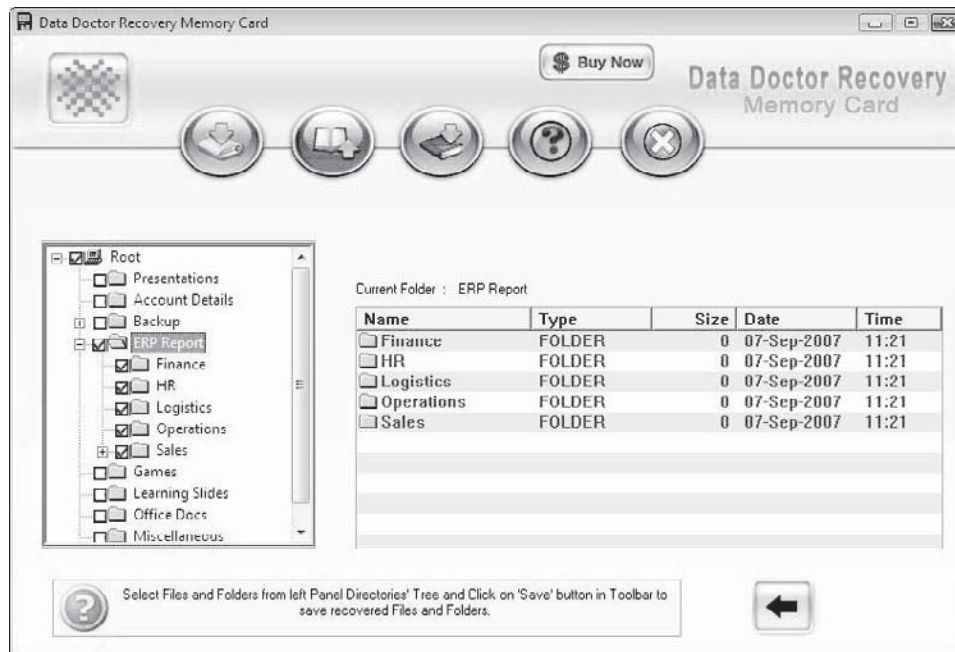 Data Doctor Recovery Memory Card
Buy Now
Data Doctor Recovery
Memory Card
Root
Presentations
Account Details
Backup
ERP Report
Finance
HR
Logistics
Operations
Sales
Games
Learning Slides
Office Docs
Miscellaneous
Current Folder : ERP Report
Name Type Size Date Time
Finance FOLDER 0 07-Sep-2007 11:21
HR FOLDER 0 07-Sep-2007 11:21
Logistics FOLDER 0 07-Sep-2007 11:21
Operations FOLDER 0 07-Sep-2007 11:21
Sales FOLDER 0 07-Sep-2007 11:21
Select Files and Folders from left Panel Directories' Tree and Click on 'Save' button in Toolbar to
save recovered Files and Folders.